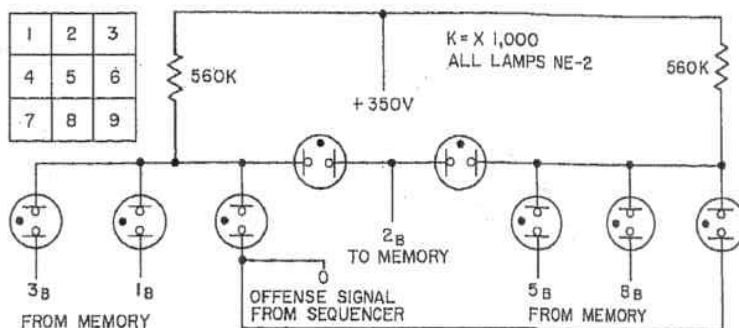 1 2 3
4 5 6
7 8 9
560K
+350V
K= X 1,000
ALL LAMPS NE-2
560K
3B
1B
FROM MEMORY
0
OFFENSE SIGNAL
FROM SEQUENCER
2B
TO MEMORY
5B
8B
FROM MEMORY